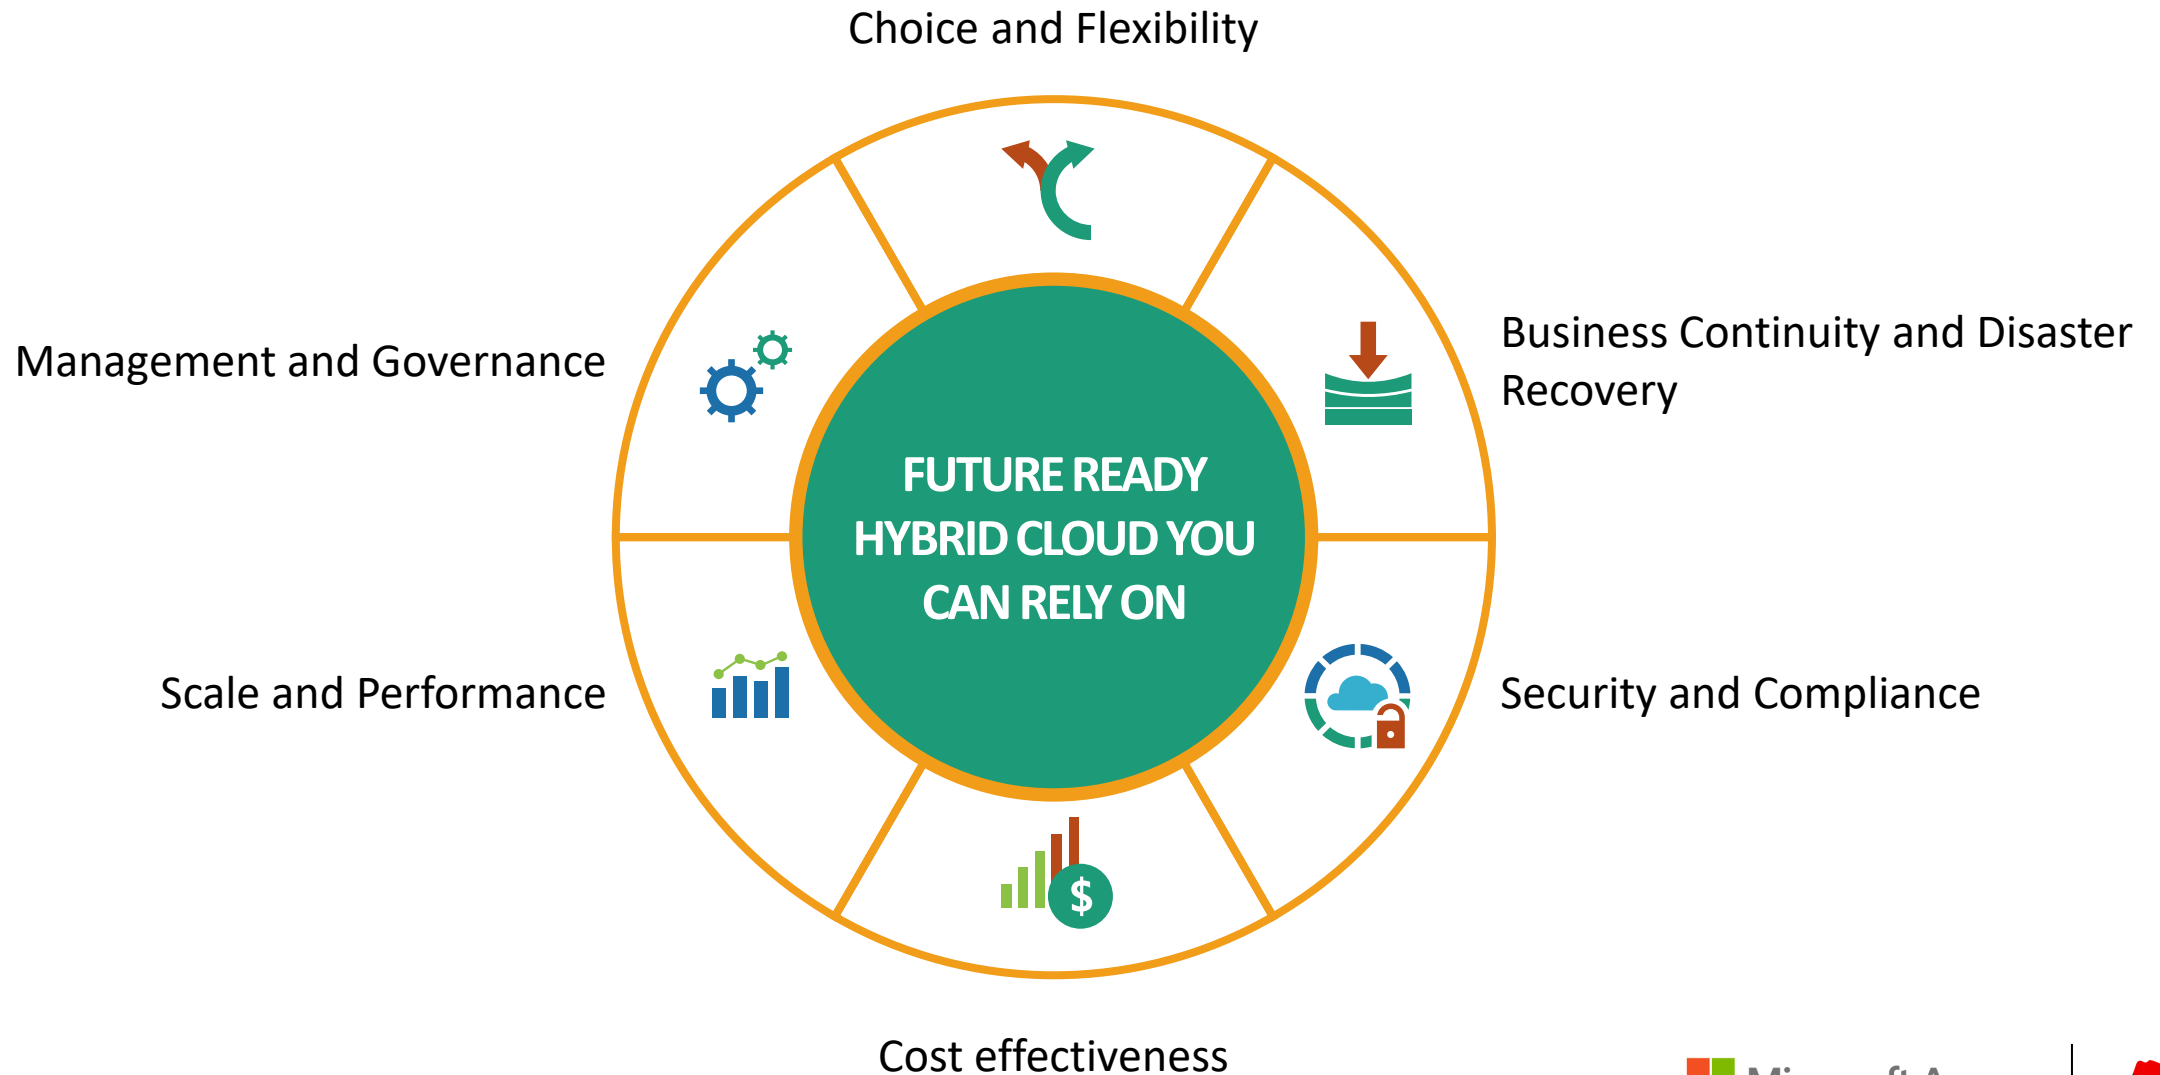 Choice and Flexibility
Management and Governance
Business Continuity and Disaster
Recovery
FUTURE READY
HYBRID CLOUD YOU
CAN RELY ON
Scale and Performance
Security and Compliance
$
Cost effectiveness
Microsoft